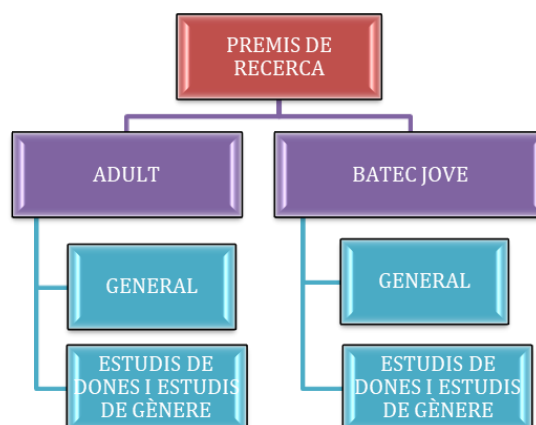 PREMIS DE
RECERCA
ADULT
BATEC JOVE
GENERAL
GENERAL
ESTUDIS DE
DONES I ESTUDIS
DE GÈNERE
ESTUDIS DE
DONES I ESTUDIS
DE GÈNERE